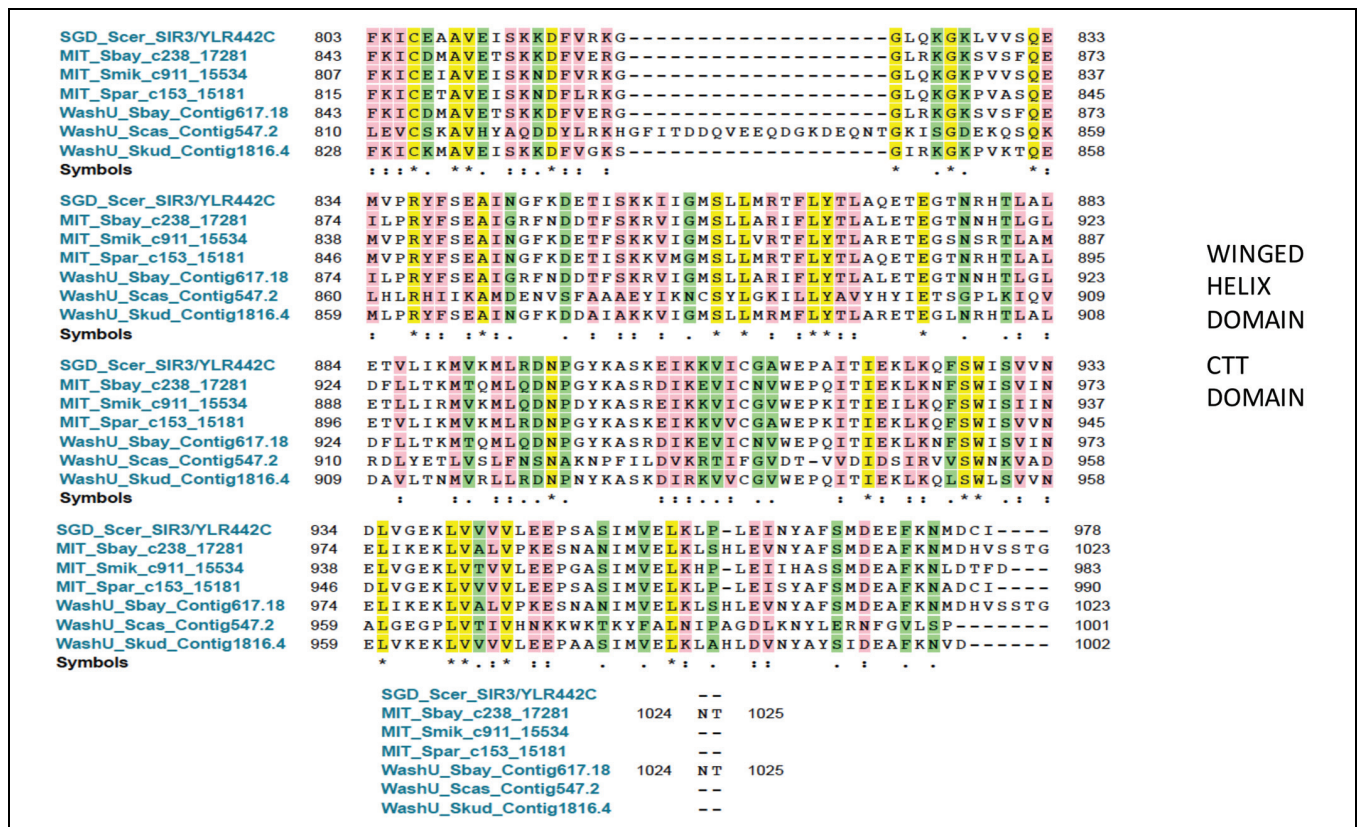 SGD_Scer_SIR3/YLR442C 803 FKICEAAVEISKKDFVRKG-------------------GLQKGKLVVSQE 833
MIT_Sbay_c238_17281 843 FKICDMAVETSKKDFVERG-------------------GLRKGKSVSFQE 873
MIT_Smik_c911_15534 807 FKICEIAVEISKNDFVRKG-------------------GLQKGKPVVSQE 837
MIT_Spar_c153_15181 815 FKICETAVEISKNDFLRKG-------------------GLQKGKPVASQE 845
WashU_Sbay_Contig617.18 843 FKICDMAVETSKKDFVERG-------------------GLRKGKSVSFQE 873
WashU_Scas_Contig547.2 810 LEVCSKAVHYAQDDYLRKHGFITDDQVEEQDGKDEQNTGKISGDEKQSQK 859
WashU_Skud_Contig1816.4 828 FKICKMAVEISKKDFVGKS-------------------GIRKGKPVKTQE 858
Symbols :::*. **. ::.*: : * .*. *:
SGD_Scer_SIR3/YLR442C 834 MVPRYFSEAINGFKDETISKKIIGMSLLMRTFLYTLAQETEGTNRHTLAL 883
MIT_Sbay_c238_17281 874 ILPRYFSEAIGRFNDDTFSKRVIGMSLLARIFLYTLALETEGTNNHTLGL 923
MIT_Smik_c911_15534 838 MVPRYFSEAINGFKDETFSKKVIGMSLLVRTFLYTLARETEGSNSRTLAM 887
MIT_Spar_c153_15181 846 MVPRYFSEAINGFKDETISKKVMGMSLLMRTFLYTLAQETEGTNRHTLAL 895
WashU_Sbay_Contig617.18 874 ILPRYFSEAIGRFNDDTFSKRVIGMSLLARIFLYTLALETEGTNNHTLGL 923
WashU_Scas_Contig547.2 860 LHLRHIIKAMDENVSFAAAEYIKNCSYLGKILLYAVYHYIETSGPLKIQV 909
WashU_Skud_Contig1816.4 859 MLPRYFSEAINGFKDDAIAKKVIGMSLLMRMFLYTLARETEGLNRHTLAL 908
Symbols : *:: :*:. . : :: : . * * : :**:: * . .: :
SGD_Scer_SIR3/YLR442C 884 ETVLIKMVKMLRDNPGYKASKEIKKVICGAWEPAITIEKLKQFSWISVVN 933
MIT_Sbay_c238_17281 924 DFLLTKMTQMLQDNPGYKASRDIKEVICNVWEPQITIEKLKNFSWISVIN 973
MIT_Smik_c911_15534 888 ETLLIRMVKMLQDNPDYKASREIKKVICGVWEPKITIEILKQFSWISIIN 937
MIT_Spar_c153_15181 896 ETVLIKMVKMLRDNPGYKASKEIKKVVCGAWEPKITIEKLKQFSWISVVN 945
WashU_Sbay_Contig617.18 924 DFLLTKMTQMLQDNPGYKASRDIKEVICNVWEPQITIEKLKNFSWISVIN 973
WashU_Scas_Contig547.2 910 RDLYETLVSLFNSNAKNPFILDVKRTIFGVDT-VVDIDSIRVVSWNKVAD 958
WashU_Skud_Contig1816.4 909 DAVLTNMVRLLRDNPNYKASKDIRKVVCGVWEPQITIEKLKQLSWLSVVN 958
Symbols : :. ::..*. ::..: .. : *: :: .** .: :
SGD_Scer_SIR3/YLR442C 934 DLVGEKLVVVVLEEPSASIMVELKLP-LEINYAFSMDEEFKNMDCI---- 978
MIT_Sbay_c238_17281 974 ELIKEKLVALVPKESNANIMVELKLSHLEVNYAFSMDEAFKNMDHVSSTG 1023
MIT_Smik_c911_15534 938 ELVGEKLVTVVLEEPGASIMVELKHP-LEIIHASSMDEAFKNLDTFD--- 983
MIT_Spar_c153_15181 946 DLVGEKLVVVVLEEPSASIMVELKLP-LEISYAFSMDEAFKNADCI---- 990
WashU_Sbay_Contig617.18 974 ELIKEKLVALVPKESNANIMVELKLSHLEVNYAFSMDEAFKNMDHVSSTG 1023
WashU_Scas_Contig547.2 959 ALGEGPLVTIVHNKKWKTKYFALNIPAGDLKNYLERNFGVLSP------- 1001
WashU_Skud_Contig1816.4 959 ELVKEKLVVVVLEEPAASIMVELKLAHLDVNYAYSIDEAFKNVD------ 1002
Symbols * **.:* :: . . *: . :: . : . .
SGD_Scer_SIR3/YLR442C --
MIT_Sbay_c238_17281 1024 NT 1025
MIT_Smik_c911_15534 --
MIT_Spar_c153_15181 --
WashU_Sbay_Contig617.18 1024 NT 1025
WashU_Scas_Contig547.2 --
WashU_Skud_Contig1816.4 --
WINGED
HELIX
DOMAIN
CTT
DOMAIN